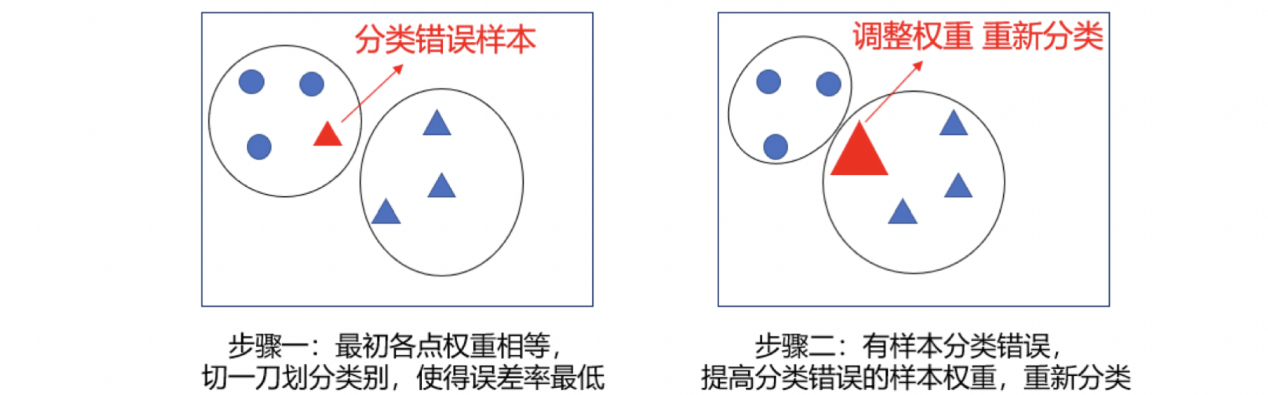 分类错误样本
调整权重 重新分类
步骤一：最初各点权重相等，
切一刀划分类别，使得误差率最低
步骤二：有样本分类错误，
提高分类错误的样本权重，重新分类